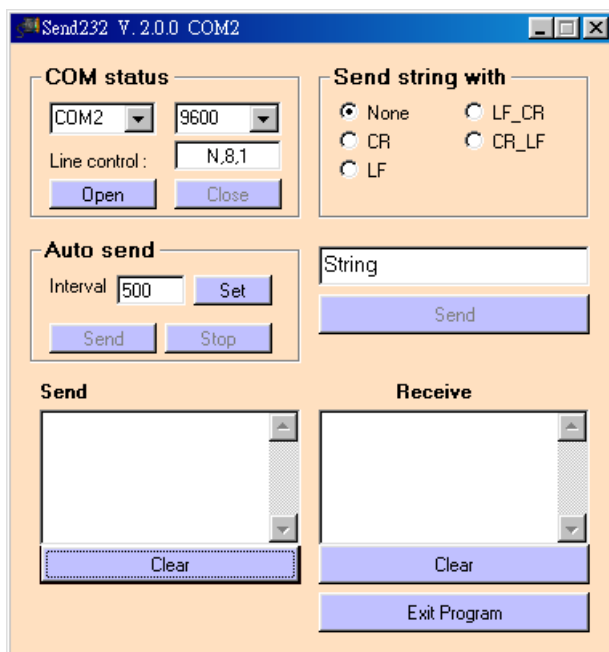 Send232 V. 2.0.0 COM2
COM status
COM2 9600
Line control : N,8,1
Open Close
Send string with
None LF_CR
CR CR_LF
LF
Auto send
Interval 500 Set
Send Stop
String
Send
Send Receive
Clear Clear
Exit Program